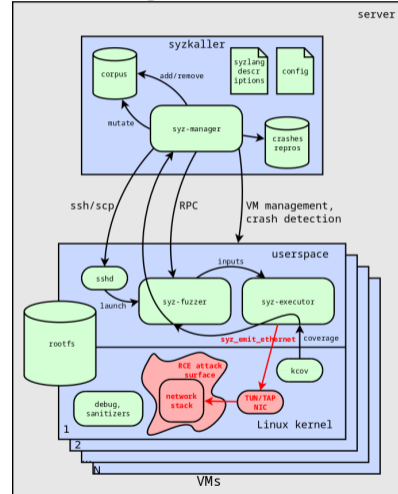 server
syzkaller
corpus
syzlang
descr
iptions
config
add/remove
mutate
syz-manager
crashes
repros
ssh/scp
RPC
VM management,
crash detection
userspace
sshd
inputs
launch
syz-fuzzer
syz-executor
rootfs
syz_emit_ethernet
coverage
RCE attack
surface
kcov
network
stack
TUN/TAP
NIC
debug,
sanitizers
Linux kernel
1
2
...
N
VMs